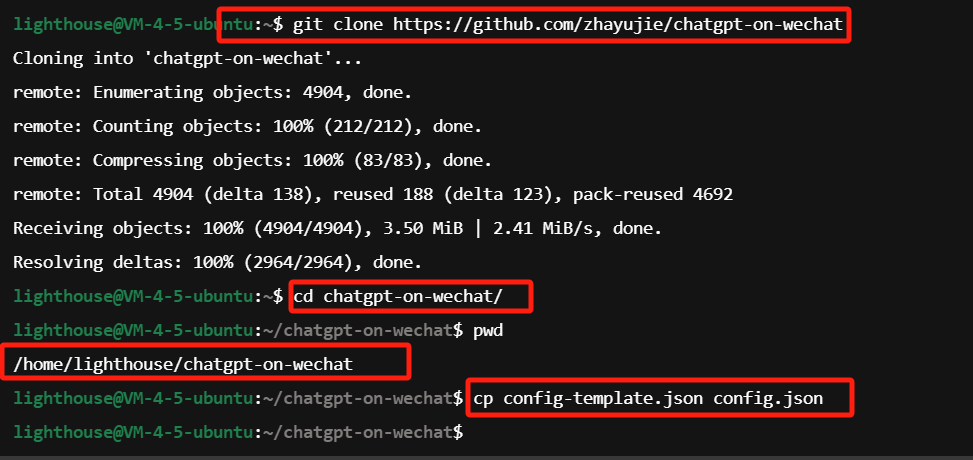 lighthouse@VM-4-5-ubuntu:~$ git clone https://github.com/zhayujie/chatgpt-on-wechat
Cloning into 'chatgpt-on-wechat'...
remote: Enumerating objects: 4904, done.
remote: Counting objects: 100% (212/212), done.
remote: Compressing objects: 100% (83/83), done.
remote: Total 4904 (delta 138), reused 188 (delta 123), pack-reused 4692
Receiving objects: 100% (4904/4904), 3.50 MiB | 2.41 MiB/s, done.
Resolving deltas: 100% (2964/2964), done.
lighthouse@VM-4-5-ubuntu:~$ cd chatgpt-on-wechat/
lighthouse@VM-4-5-ubuntu:~/chatgpt-on-wechat$ pwd
/home/lighthouse/chatgpt-on-wechat
lighthouse@VM-4-5-ubuntu:~/chatgpt-on-wechat$ cp config-template.json config.json
lighthouse@VM-4-5-ubuntu:~/chatgpt-on-wechat$